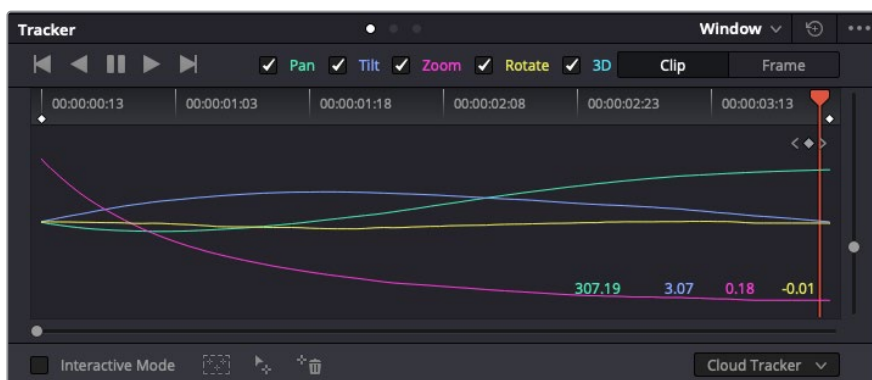 Tracker
Window
Pan Tilt Zoom Rotate 3D Clip Frame
00:00:00:13 00:00:01:03 00:00:01:18 00:00:02:08 00:00:02:23 00:00:03:13
307.19 3.07 0.18 -0.01
Interactive Mode Cloud Tracker